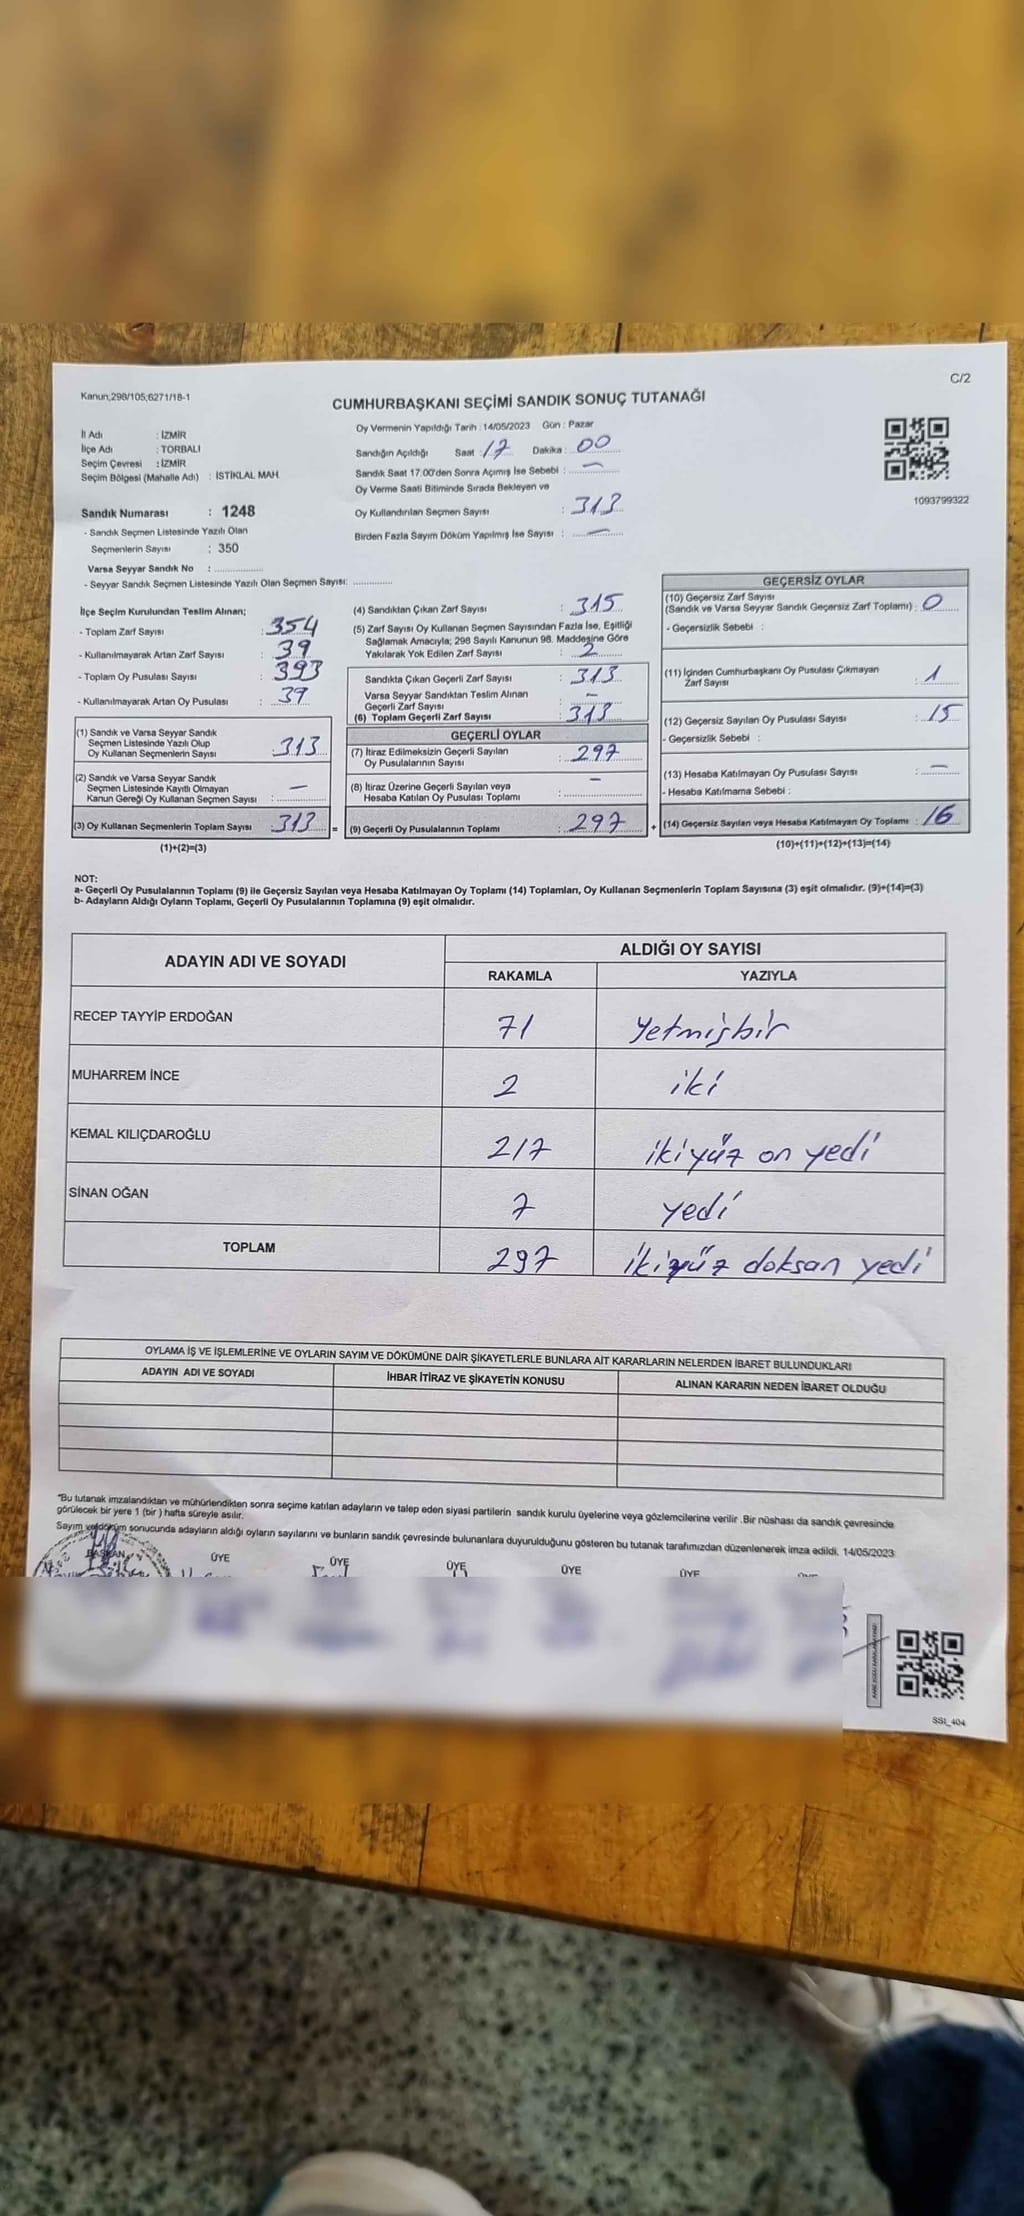 C/2
Kanun;298/105;6271/18-1
CUMHURBAŞKANI SEÇİMİ SANDIK SONUÇ TUTANAĞI
İl Adı : İZMİR
İlçe Adı : TORBALI
Seçim Çevresi : İZMİR
Seçim Bölgesi (Mahalle Adı) : İSTİKLAL MAH.
Sandık Numarası : 1248
- Sandık Seçmen Listesinde Yazılı Olan
Seçmenlerin Sayısı : 350
Varsa Seyyar Sandık No :
- Seyyar Sandık Seçmen Listesinde Yazılı Olan Seçmen Sayısı:
Oy Vermenin Yapıldığı Tarih : 14/05/2023 Gün : Pazar
Sandığın Açıldığı Saat : 17 Dakika : 00
Sandık Saat 17.00'den Sonra Açımış İse Sebebi : —
Oy Verme Saati Bitiminde Sırada Bekleyen ve
Oy Kullandırılan Seçmen Sayısı : 313
Birden Fazla Sayım Döküm Yapılmış İse Sayısı : —
1093799322
İlçe Seçim Kurulundan Teslim Alınan;
- Toplam Zarf Sayısı : 354
- Kullanılmayarak Artan Zarf Sayısı : 39
- Toplam Oy Pusulası Sayısı : 393
- Kullanılmayarak Artan Oy Pusulası : 39
(1) Sandık ve Varsa Seyyar Sandık
Seçmen Listesinde Yazılı Olup
Oy Kullanan Seçmenlerin Sayısı : 313
(2) Sandık ve Varsa Seyyar Sandık
Seçmen Listesinde Kayıtlı Olmayan
Kanun Gereği Oy Kullanan Seçmen Sayısı : —
(3) Oy Kullanan Seçmenlerin Toplam Sayısı : 313 =
(1)+(2)=(3)
(4) Sandıktan Çıkan Zarf Sayısı : 315
(5) Zarf Sayısı Oy Kullanan Seçmen Sayısından Fazla İse, Eşitliği
Sağlamak Amacıyla; 298 Sayılı Kanunun 98. Maddesine Göre
Yakılarak Yok Edilen Zarf Sayısı : 2
Sandıkta Çıkan Geçerli Zarf Sayısı : 313
Varsa Seyyar Sandıktan Teslim Alınan
Geçerli Zarf Sayısı : —
(6) Toplam Geçerli Zarf Sayısı : 313
GEÇERLİ OYLAR
(7) İtiraz Edilmeksizin Geçerli Sayılan
Oy Pusulalarının Sayısı : 297
(8) İtiraz Üzerine Geçerli Sayılan veya
Hesaba Katılan Oy Pusulası Toplamı : —
(9) Geçerli Oy Pusulalarının Toplamı : 297 +
GEÇERSİZ OYLAR
(10) Geçersiz Zarf Sayısı
(Sandık ve Varsa Seyyar Sandık Geçersiz Zarf Toplamı) : 0
- Geçersizlik Sebebi :
(11) İçinden Cumhurbaşkanı Oy Pusulası Çıkmayan
Zarf Sayısı : 1
(12) Geçersiz Sayılan Oy Pusulası Sayısı : 15
- Geçersizlik Sebebi :
(13) Hesaba Katılmayan Oy Pusulası Sayısı : —
- Hesaba Katılmama Sebebi :
(14) Geçersiz Sayılan veya Hesaba Katılmayan Oy Toplamı : 16
(10)+(11)+(12)+(13)=(14)
NOT:
a- Geçerli Oy Pusulalarının Toplamı (9) ile Geçersiz Sayılan veya Hesaba Katılmayan Oy Toplamı (14) Toplamları, Oy Kullanan Seçmenlerin Toplam Sayısına (3) eşit olmalıdır. (9)+(14)=(3)
b- Adayların Aldığı Oyların Toplamı, Geçerli Oy Pusulalarının Toplamına (9) eşit olmalıdır.
ADAYIN ADI VE SOYADI
ALDIĞI OY SAYISI
RAKAMLA YAZIYLA
RECEP TAYYİP ERDOĞAN 71 yetmişbir
MUHARREM İNCE 2 iki
KEMAL KILIÇDAROĞLU 217 ikiyüz on yedi
SİNAN OĞAN 7 yedi
TOPLAM 297 ikiyüz doksan yedi
OYLAMA İŞ VE İŞLEMLERİNE VE OYLARIN SAYIM VE DÖKÜMÜNE DAİR ŞİKAYETLERLE BUNLARA AİT KARARLARIN NELERDEN İBARET BULUNDUKLARI
ADAYIN ADI VE SOYADI İHBAR İTİRAZ VE ŞİKAYETİN KONUSU ALINAN KARARIN NEDEN İBARET OLDUĞU
"Bu tutanak imzalandıktan ve mühürlendikten sonra seçime katılan adayların ve talep eden siyasi partilerin sandık kurulu üyelerine veya gözlemcilerine verilir .Bir nüshası da sandık çevresinde
görülecek bir yere 1 (bir ) hafta süreyle asılır.
Sayım ve döküm sonucunda adayların aldığı oyların sayılarını ve bunların sandık çevresinde bulunanlara duyurulduğunu gösteren bu tutanak tarafımızdan düzenlenerek imza edildi. 14/05/2023
BAŞKAN ÜYE ÜYE ÜYE ÜYE ÜYE
SSI_404